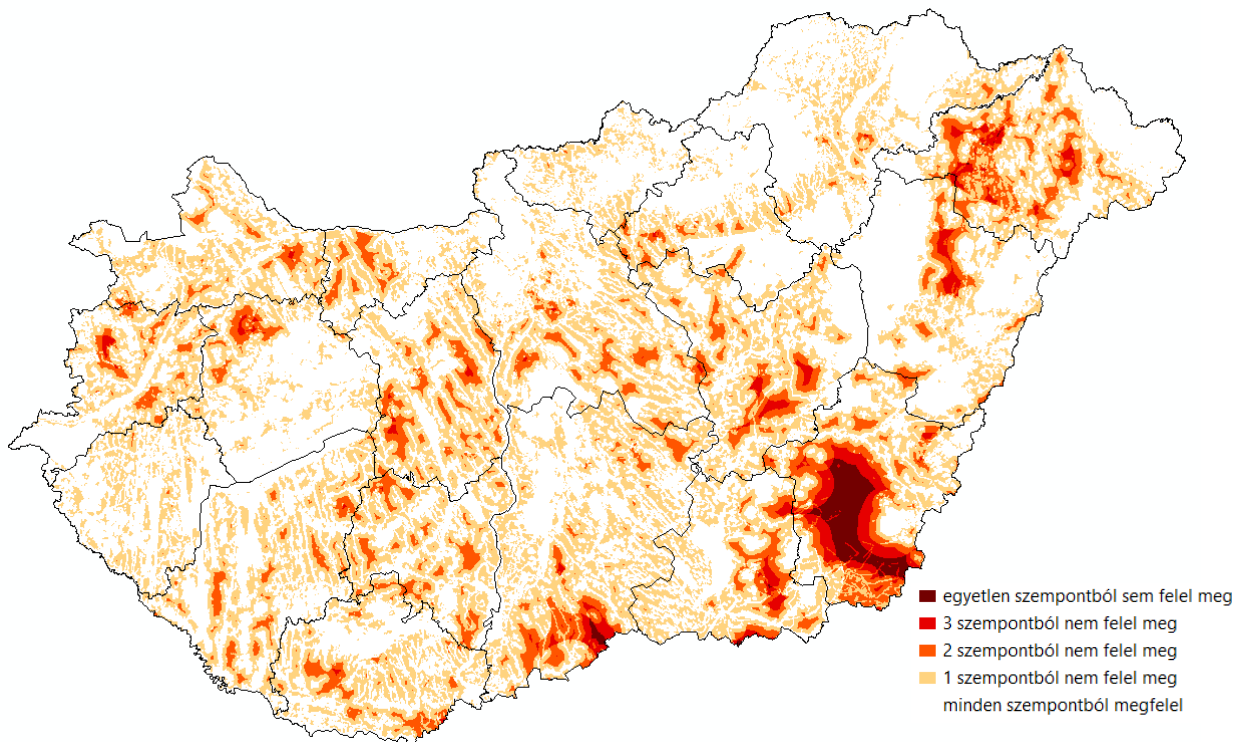 egyetlen szempontból sem felel meg
3 szempontból nem felel meg
2 szempontból nem felel meg
1 szempontból nem felel meg
minden szempontból megfelel